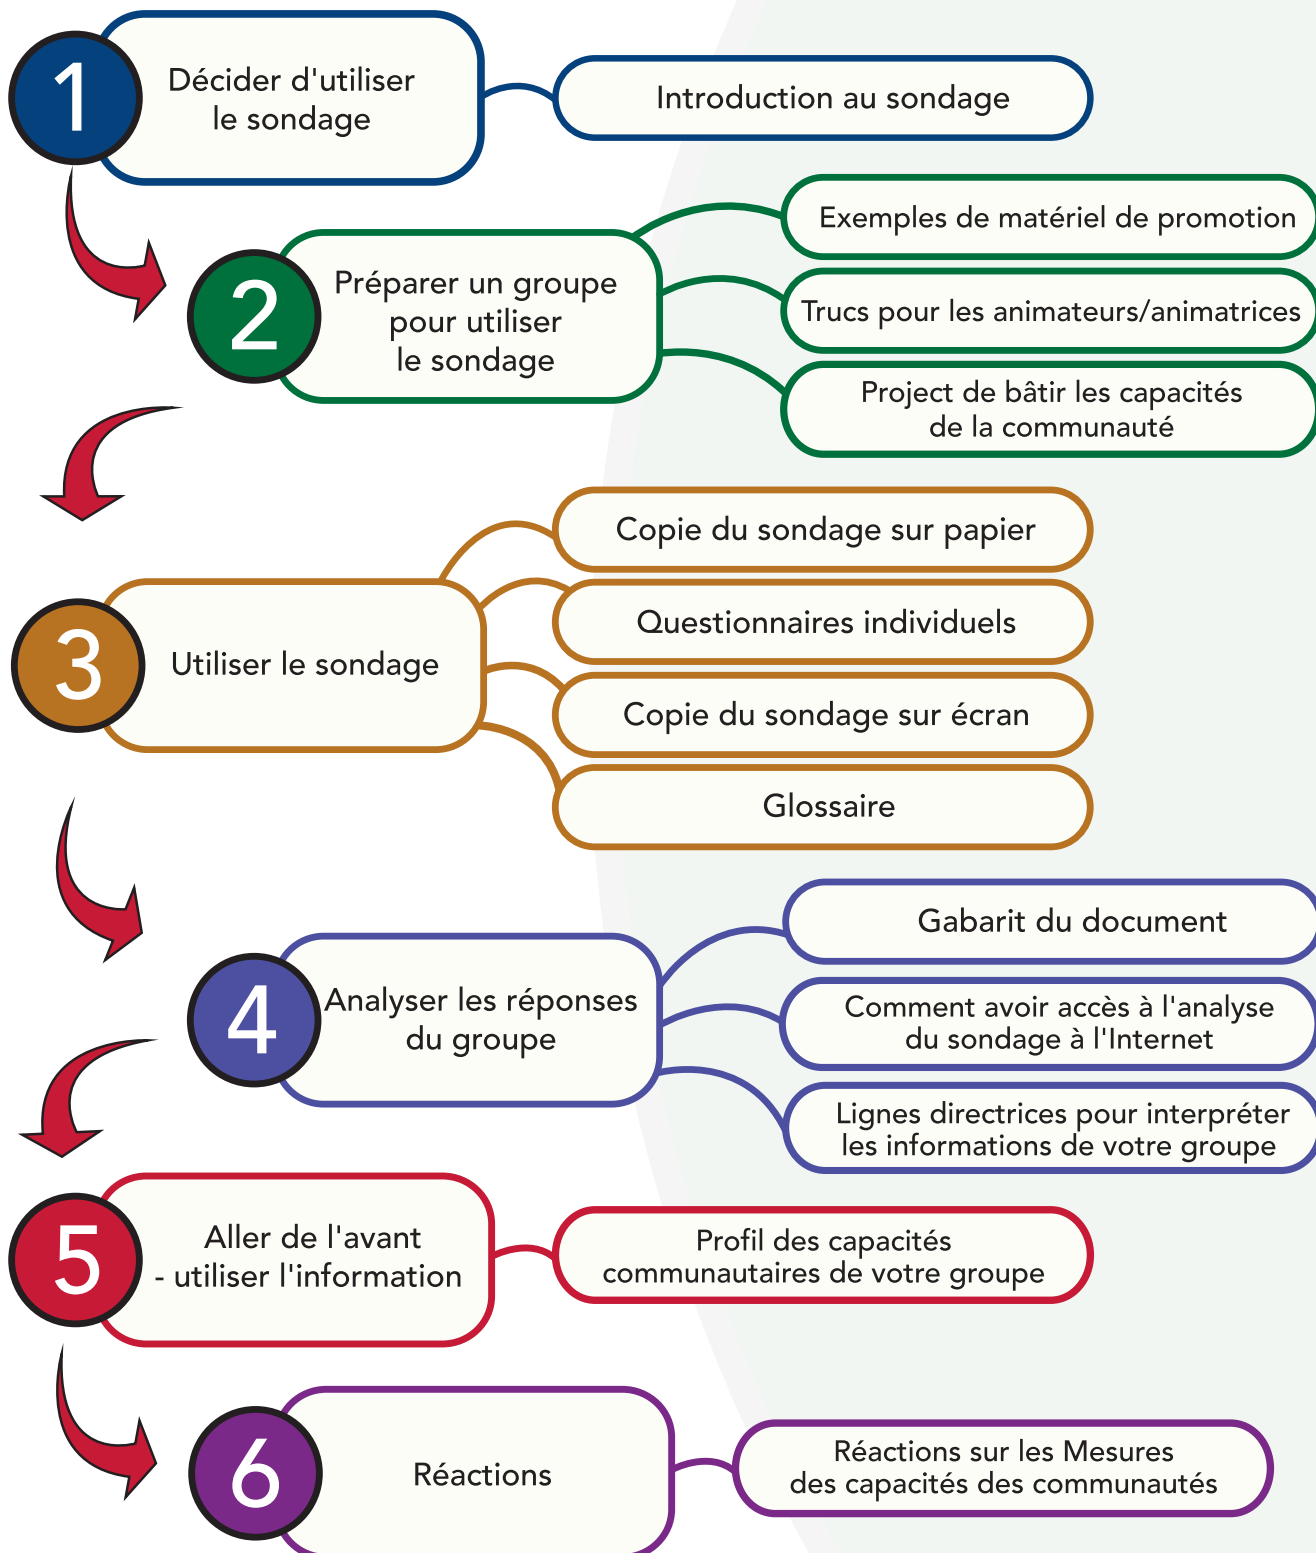 1
Décider d'utiliser
le sondage
Introduction au sondage
2
Préparer un groupe
pour utiliser
le sondage
Exemples de matériel de promotion
Trucs pour les animateurs/animatrices
Project de bâtir les capacités
de la communauté
3
Utiliser le sondage
Copie du sondage sur papier
Questionnaires individuels
Copie du sondage sur écran
Glossaire
4
Analyser les réponses
du groupe
Gabarit du document
Comment avoir accès à l'analyse
du sondage à l'Internet
Lignes directrices pour interpréter
les informations de votre groupe
5
Aller de l'avant
- utiliser l'information
Profil des capacités
communautaires de votre groupe
6
Réactions
Réactions sur les Mesures
des capacités des communautés